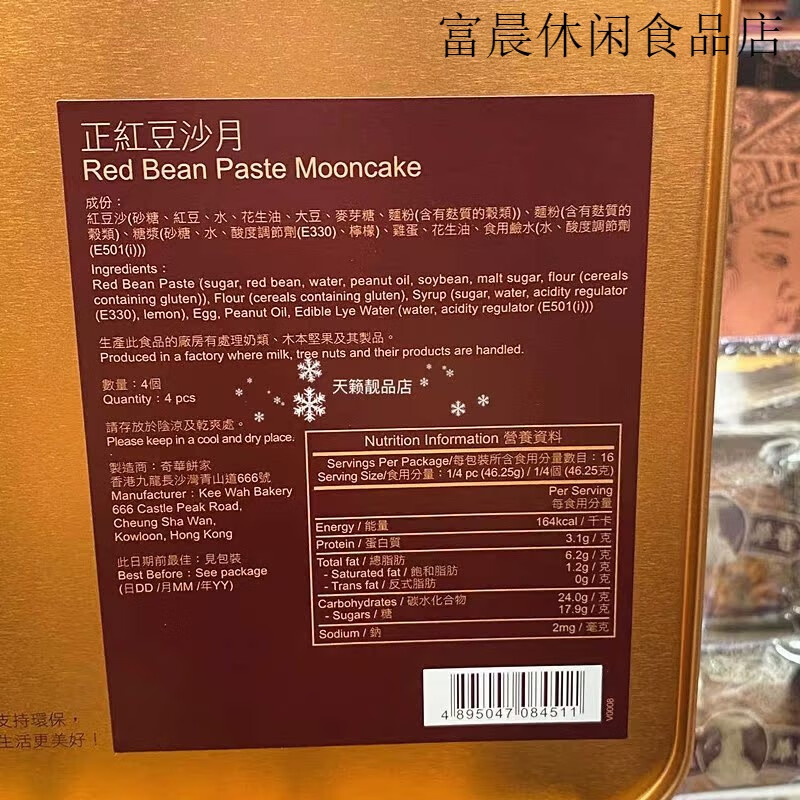 富晨休闲食品店
正紅豆沙月
Red Bean Paste Mooncake
成份：
紅豆沙(砂糖、紅豆、水、花生油、大豆、麥芽糖、麵粉(含有麩質的穀類))、麵粉(含有麩質的
穀類)、糖漿(砂糖、水、酸度調節劑(E330)、檸檬)、雞蛋、花生油、食用鹼水(水、酸度調節劑
(E501(i)))
Ingredients :
Red Bean Paste (sugar, red bean, water, peanut oil, soybean, malt sugar, flour (cereals
containing gluten)), Flour (cereals containing gluten), Syrup (sugar, water, acidity regulator
(E330), lemon), Egg, Peanut Oil, Edible Lye Water (water, acidity regulator (E501(i)))
生產此食品的廠房有處理奶類、木本堅果及其製品。
Produced in a factory where milk, tree nuts and their products are handled.
天籁靓品店
數量：4個
Quantity : 4 pcs
請存放於陰涼及乾爽處。
Please keep in a cool and dry place.
製造商：奇華餅家
香港九龍長沙灣青山道666號
Manufacturer : Kee Wah Bakery
666 Castle Peak Road,
Cheung Sha Wan,
Kowloon, Hong Kong
此日期前最佳：見包裝
Best Before : See package
(日DD /月MM /年YY)
Nutrition Information 營養資料
Servings Per Package/每包裝所含食用分量數目：16
Serving Size/食用分量：1/4 pc (46.25g) / 1/4個 (46.25克)
Per Serving
每食用分量
Energy / 能量 164kcal / 千卡
Protein / 蛋白質 3.1g / 克
Total fat / 總脂肪 6.2g / 克
- Saturated fat / 飽和脂肪 1.2g / 克
- Trans fat / 反式脂肪 0g / 克
Carbohydrates / 碳水化合物 24.0g / 克
- Sugars / 糖 17.9g / 克
Sodium / 鈉 2mg / 毫克
4 895047 084511
V0008
支持環保，
生活更美好！